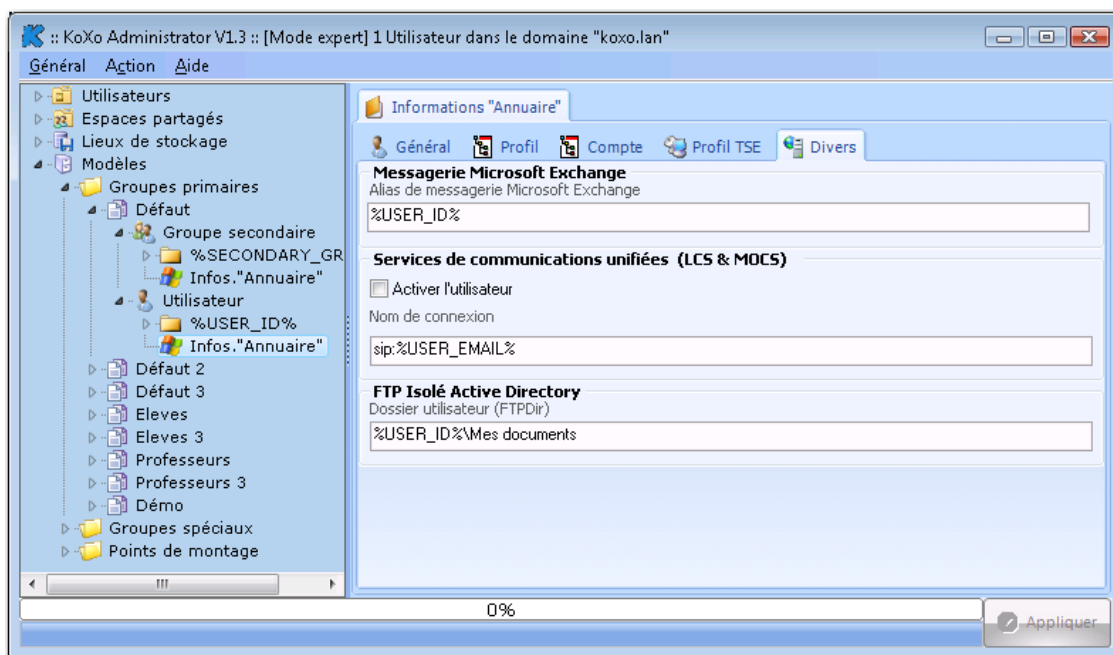 :: KoXo Administrator V1.3 :: [Mode expert] 1 Utilisateur dans le domaine "koxo.lan"
Général Action Aide
Utilisateurs
Espaces partagés
Lieux de stockage
Modèles
Groupes primaires
Défaut
Groupe secondaire
%SECONDARY_GR
Infos."Annuaire"
Utilisateur
%USER_ID%
Infos."Annuaire"
Défaut 2
Défaut 3
Eleves
Eleves 3
Professeurs
Professeurs 3
Démo
Groupes spéciaux
Points de montage
Informations "Annuaire"
Général Profil Compte Profil TSE Divers
Messagerie Microsoft Exchange
Alias de messagerie Microsoft Exchange
%USER_ID%
Services de communications unifiées (LCS & MOCS)
Activer l'utilisateur
Nom de connexion
sip:%USER_EMAIL%
FTP Isolé Active Directory
Dossier utilisateur (FTPDir)
%USER_ID%\Mes documents
0%
Appliquer